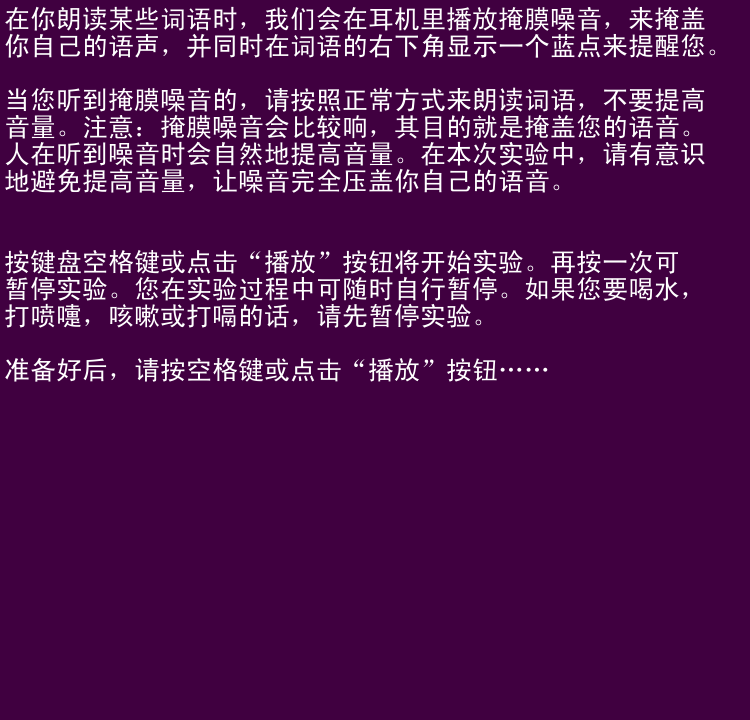 在你朗读某些词语时，我们会在耳机里播放掩膜噪音，来掩盖
你自己的语声，并同时在词语的右下角显示一个蓝点来提醒您。
当您听到掩膜噪音的，请按照正常方式来朗读词语，不要提高
音量。注意：掩膜噪音会比较响，其目的就是掩盖您的语音。
人在听到噪音时会自然地提高音量。在本次实验中，请有意识
地避免提高音量，让噪音完全压盖你自己的语音。
按键盘空格键或点击“播放”按钮将开始实验。再按一次可
暂停实验。您在实验过程中可随时自行暂停。如果您要喝水，
打喷嚏，咳嗽或打嗝的话，请先暂停实验。
准备好后，请按空格键或点击“播放”按钮……